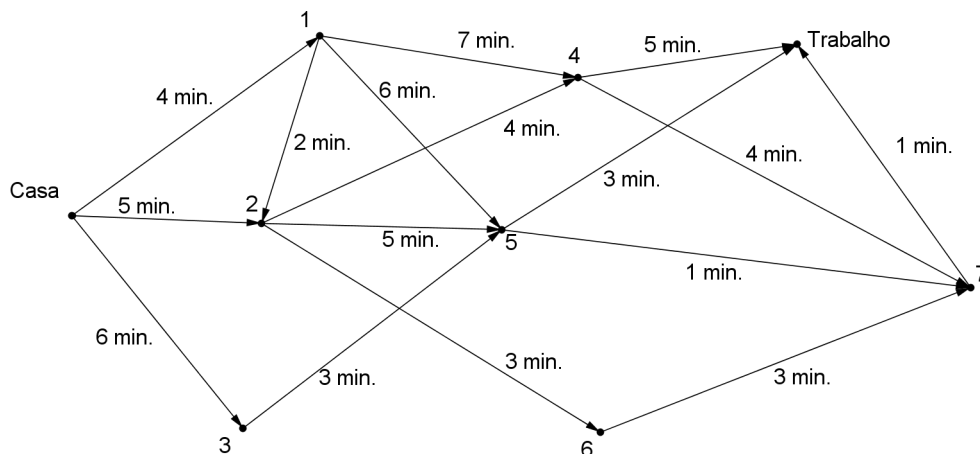 1
7 min.
4
5 min.
Trabalho
4 min.
6 min.
2 min.
4 min.
3 min.
4 min.
1 min.
Casa
5 min.
2
5 min.
5
1 min.
7
6 min.
3 min.
3 min.
3 min.
3
6